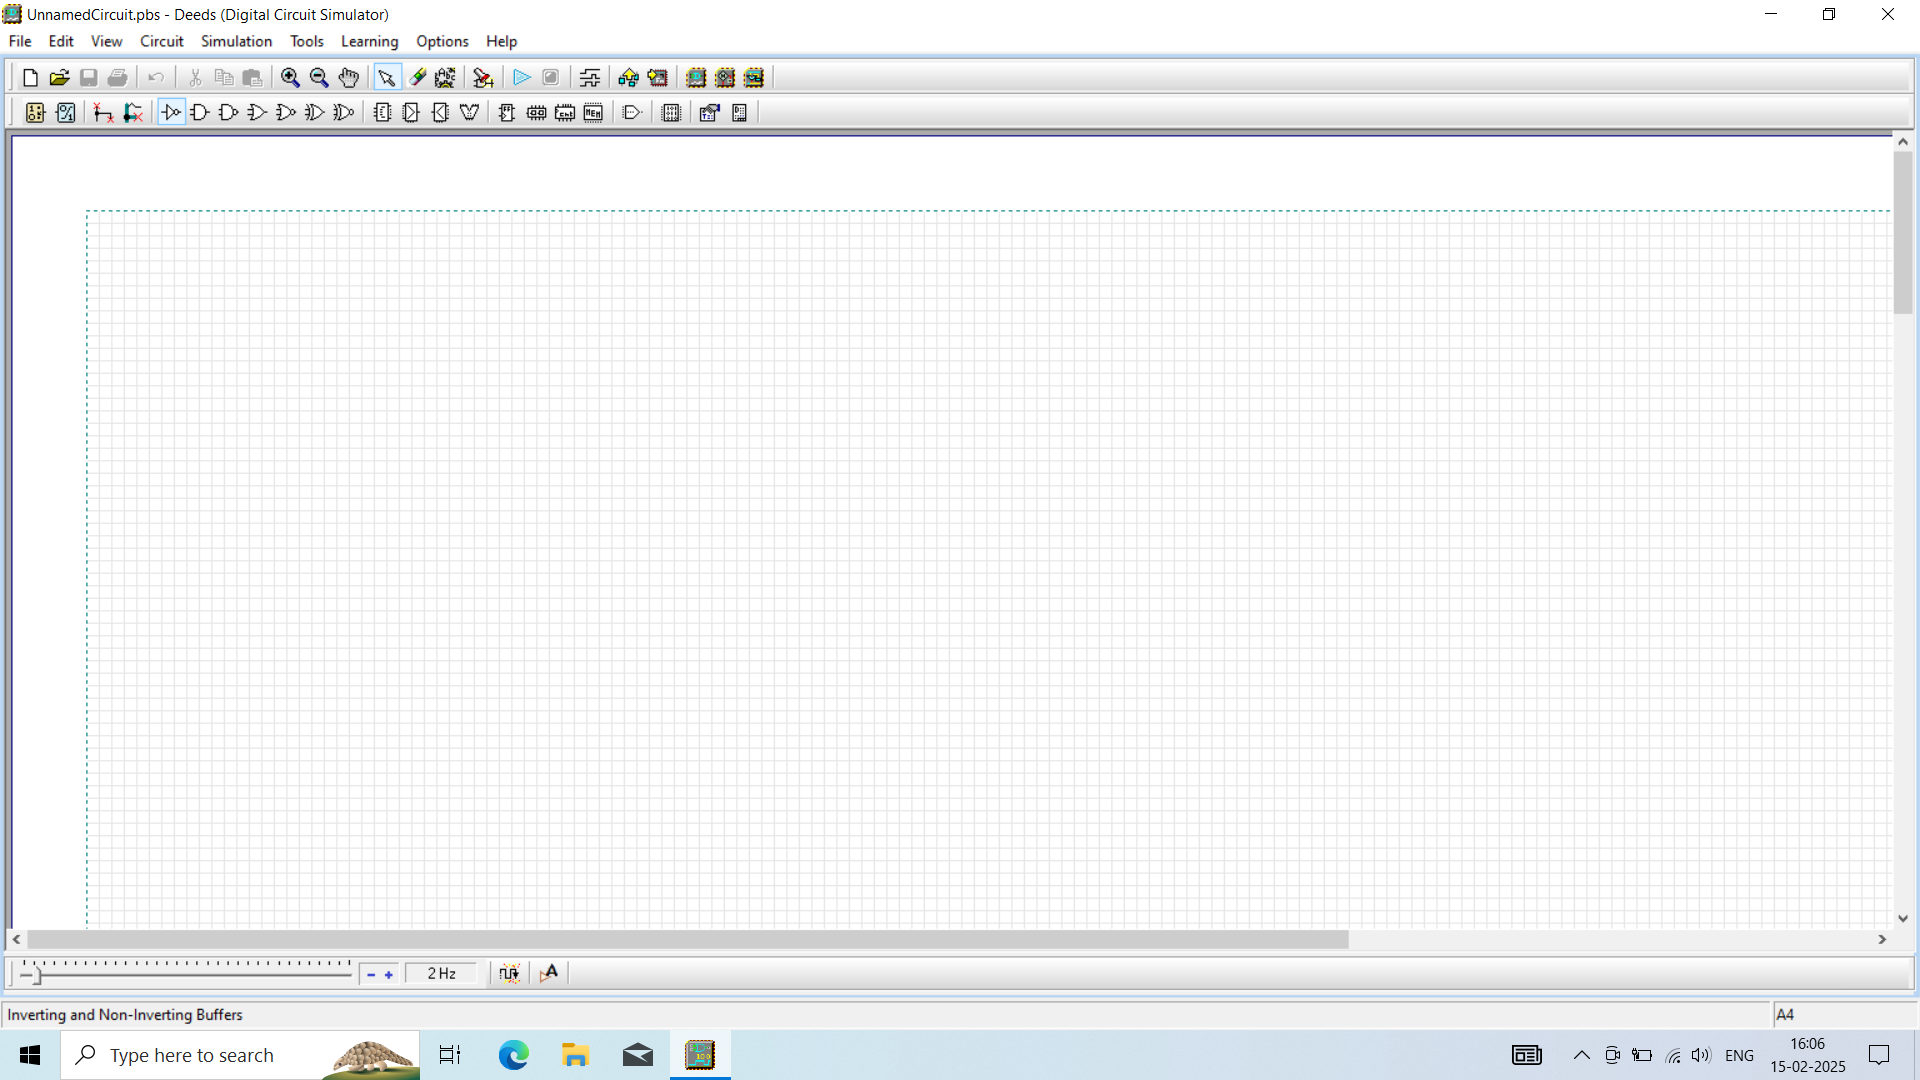 UnnamedCircuit.pbs - Deeds (Digital Circuit Simulator)
File Edit View Circuit Simulation Tools Learning Options Help
2 Hz
Inverting and Non-Inverting Buffers
A4
Type here to search
ENG
16:06
15-02-2025